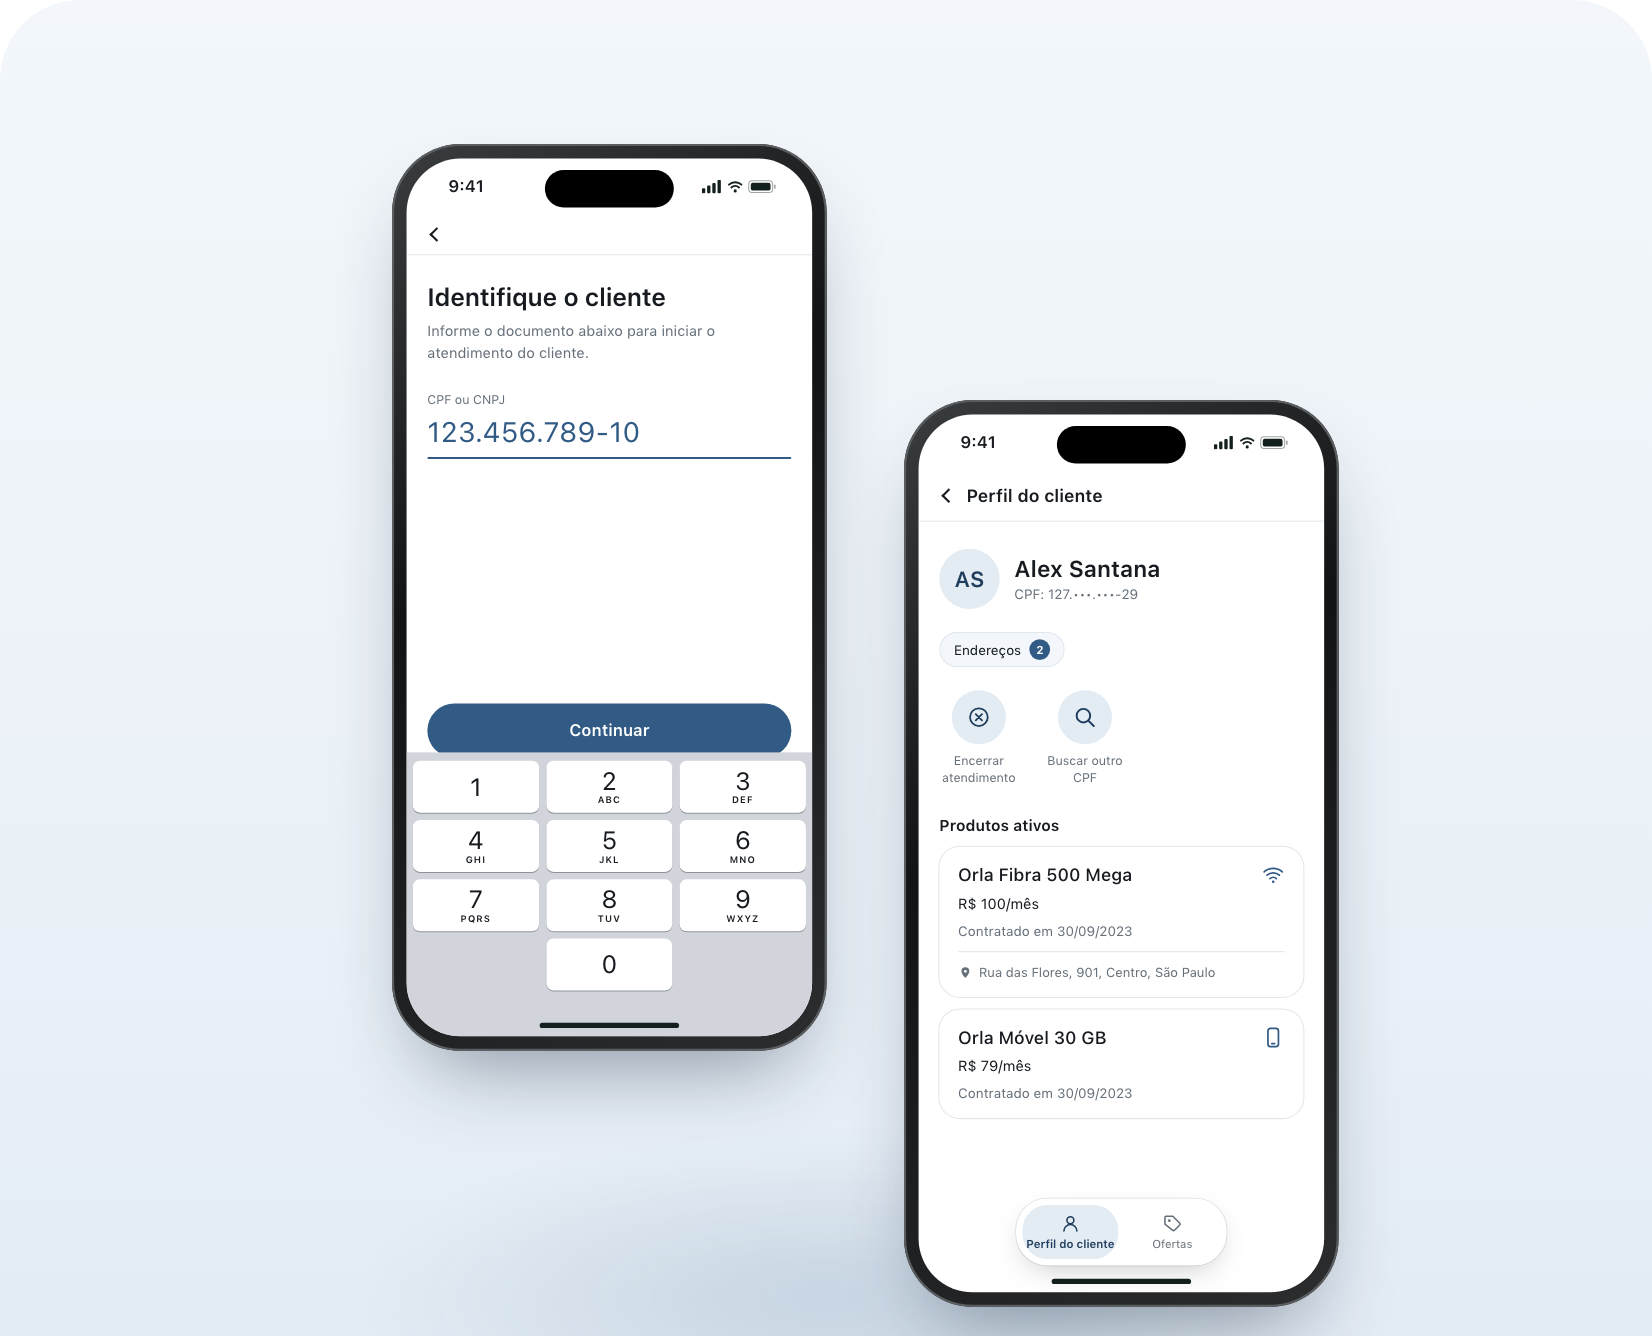 9:41
Identifique o cliente
Informe o documento abaixo para iniciar o
atendimento do cliente.
CPF ou CNPJ
123.456.789-10
Continuar
1
2
ABC
3
DEF
4
GHI
5
JKL
6
MNO
7
PQRS
8
TUV
9
WXYZ
0
9:41
Perfil do cliente
AS
Alex Santana
CPF: 127.•••.•••-29
Endereços 2
Encerrar
atendimento
Buscar outro
CPF
Produtos ativos
Orla Fibra 500 Mega
R$ 100/mês
Contratado em 30/09/2023
Rua das Flores, 901, Centro, São Paulo
Orla Móvel 30 GB
R$ 79/mês
Contratado em 30/09/2023
Perfil do cliente
Ofertas